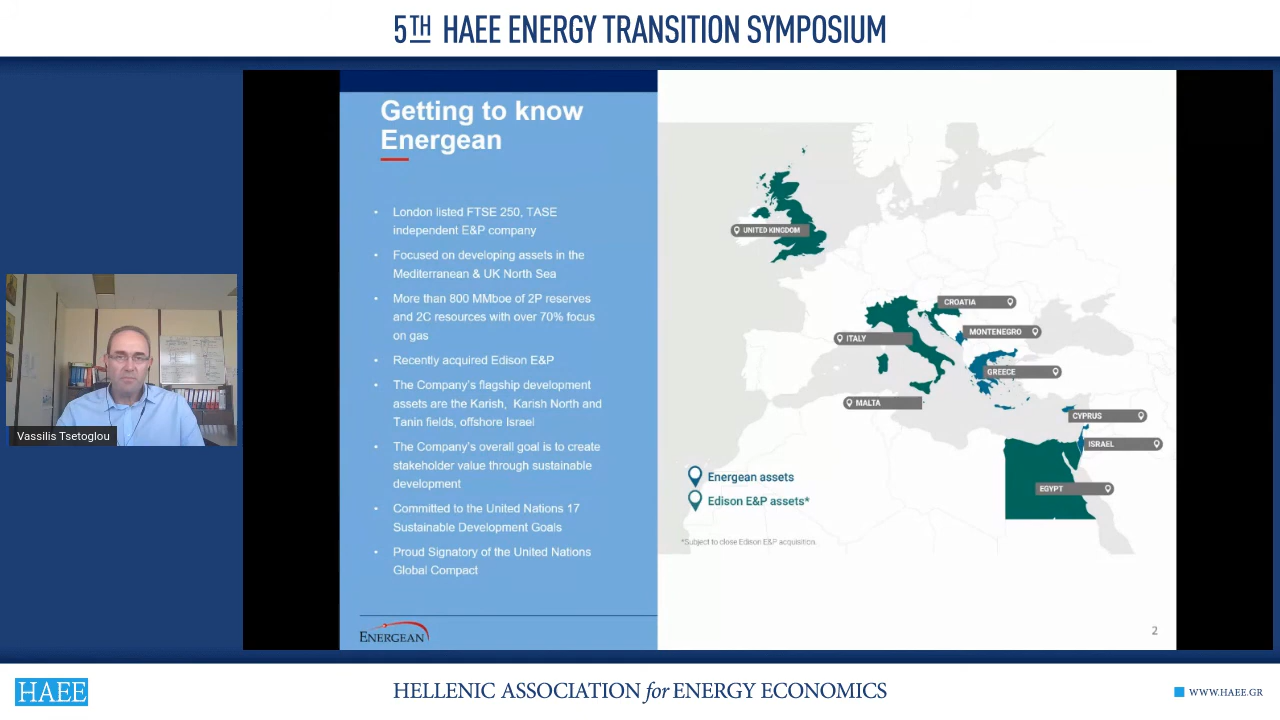 5TH HAEE ENERGY TRANSITION SYMPOSIUM
Getting to know
Energean
• London listed FTSE 250, TASE
independent E&P company
• Focused on developing assets in the
Mediterranean & UK North Sea
• More than 800 MMboe of 2P reserves
and 2C resources with over 70% focus
on gas
• Recently acquired Edison E&P
• The Company's flagship development
assets are the Karish, Karish North and
Tanin fields, offshore Israel
• The Company's overall goal is to create
stakeholder value through sustainable
development
• Committed to the United Nations 17
Sustainable Development Goals
• Proud Signatory of the United Nations
Global Compact
ENERGEAN
UNITED KINGDOM
CROATIA
MONTENEGRO
ITALY
GREECE
MALTA
CYPRUS
ISRAEL
EGYPT
Energean assets
Edison E&P assets*
*Subject to close Edison E&P acquisition.
2
Vassilis Tsetoglou
HAEE
HELLENIC ASSOCIATION for ENERGY ECONOMICS
WWW.HAEE.GR